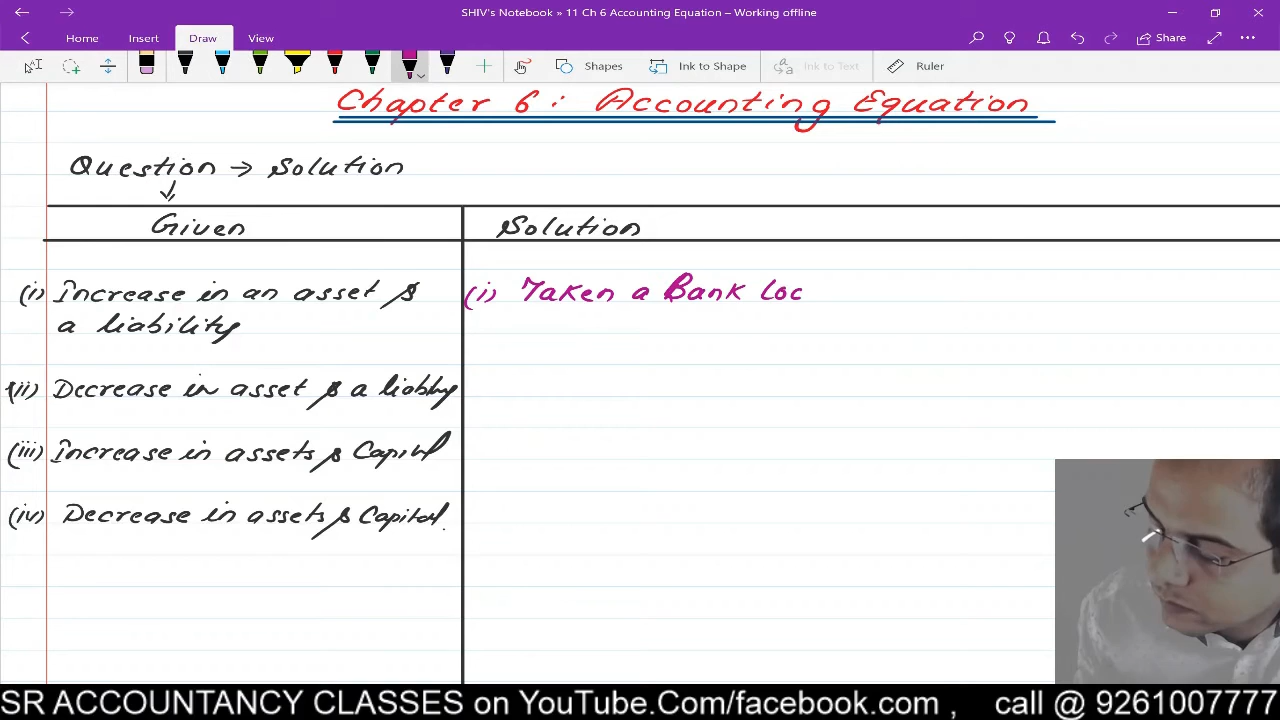 SHIV's Notebook » 11 Ch 6 Accounting Equation – Working offline
Home Insert Draw View
Share
Shapes Ink to Shape Ink to Text Ruler
Chapter 6: Accounting Equation
Question → Solution
↓
Given Solution
(i) Increase in an asset & (i) Taken a Bank Loa
a liability
(ii) Decrease in asset & a liablity
(iii) Increase in assets & Capital
(iv) Decrease in assets & Capital.
SR ACCOUNTANCY CLASSES on YouTube.Com/facebook.com , call @ 9261007777